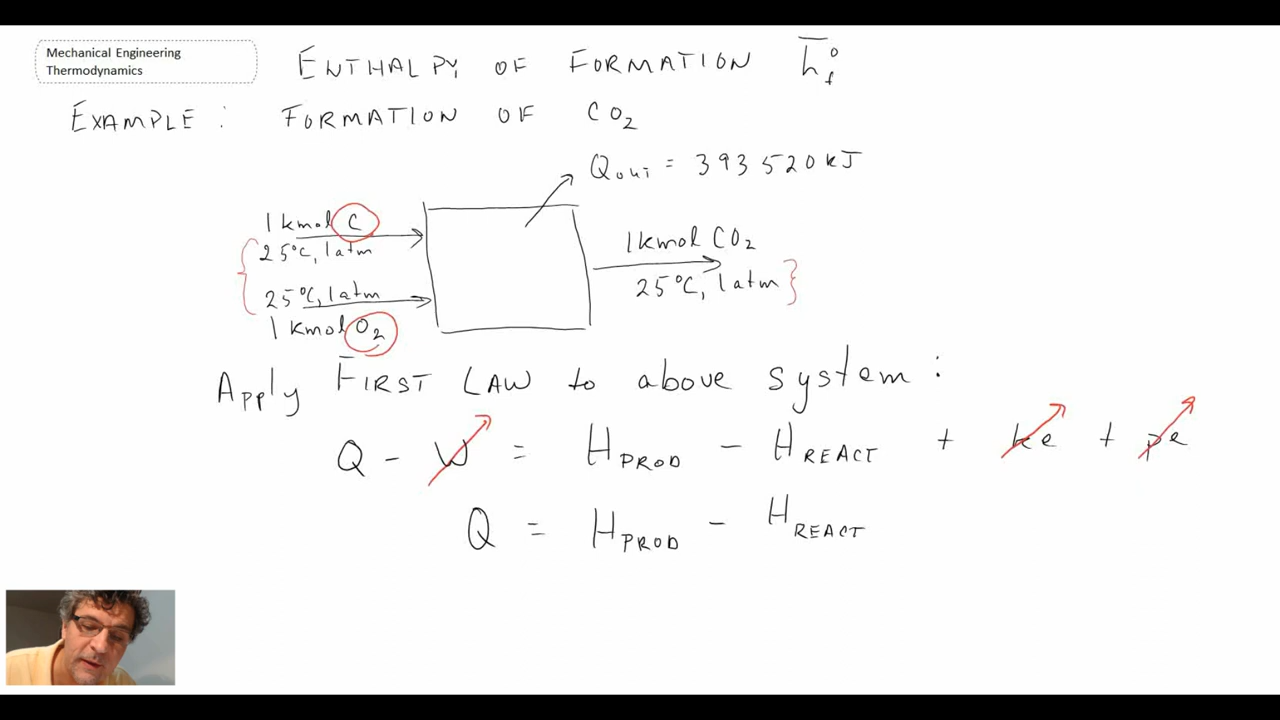 Mechanical Engineering
Thermodynamics
ENTHALPY OF FORMATION h̅f°
EXAMPLE: FORMATION OF CO2
QOUT = 393 520 kJ
1 kmol C
25°C, 1 atm
25°C, 1 atm
1 kmol O2
1 kmol CO2
25°C, 1 atm
Apply FIRST LAW to above system:
Q - W = HPROD - HREACT + ke + pe
Q = HPROD - HREACT